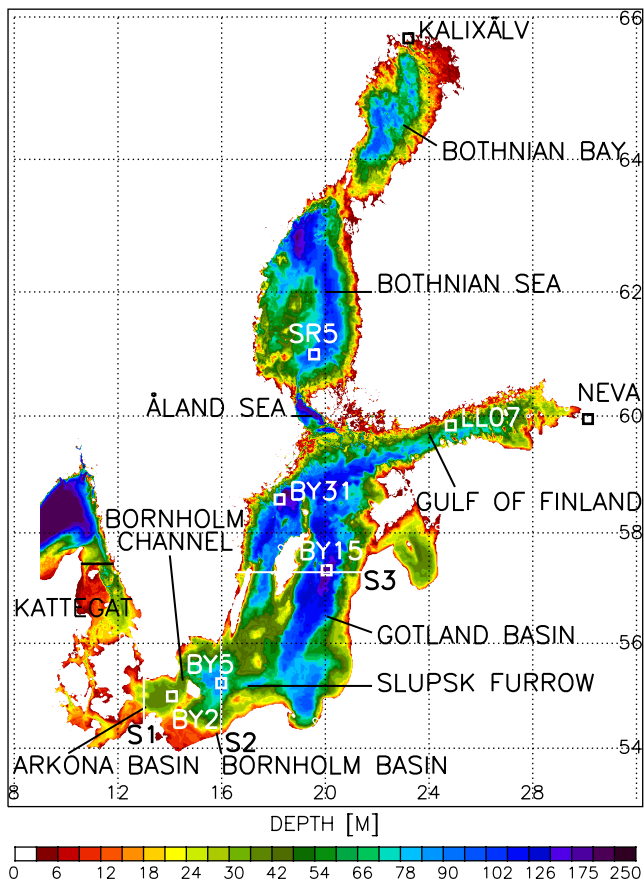 66
KALIXÄLV
BOTHNIAN BAY
64
BOTHNIAN SEA
62
SR5
NEVA
ÅLAND SEA
60
LL07
BY31
GULF OF FINLAND
BORNHOLM
CHANNEL
58
BY15
S3
KATTEGAT
GOTLAND BASIN
56
BY5
SLUPSK FURROW
BY2
S1
S2
54
ARKONA BASIN
BORNHOLM BASIN
8 12 16 20 24 28
DEPTH [M]
0 6 12 18 24 32 42 54 66 78 90 102 126 175 250